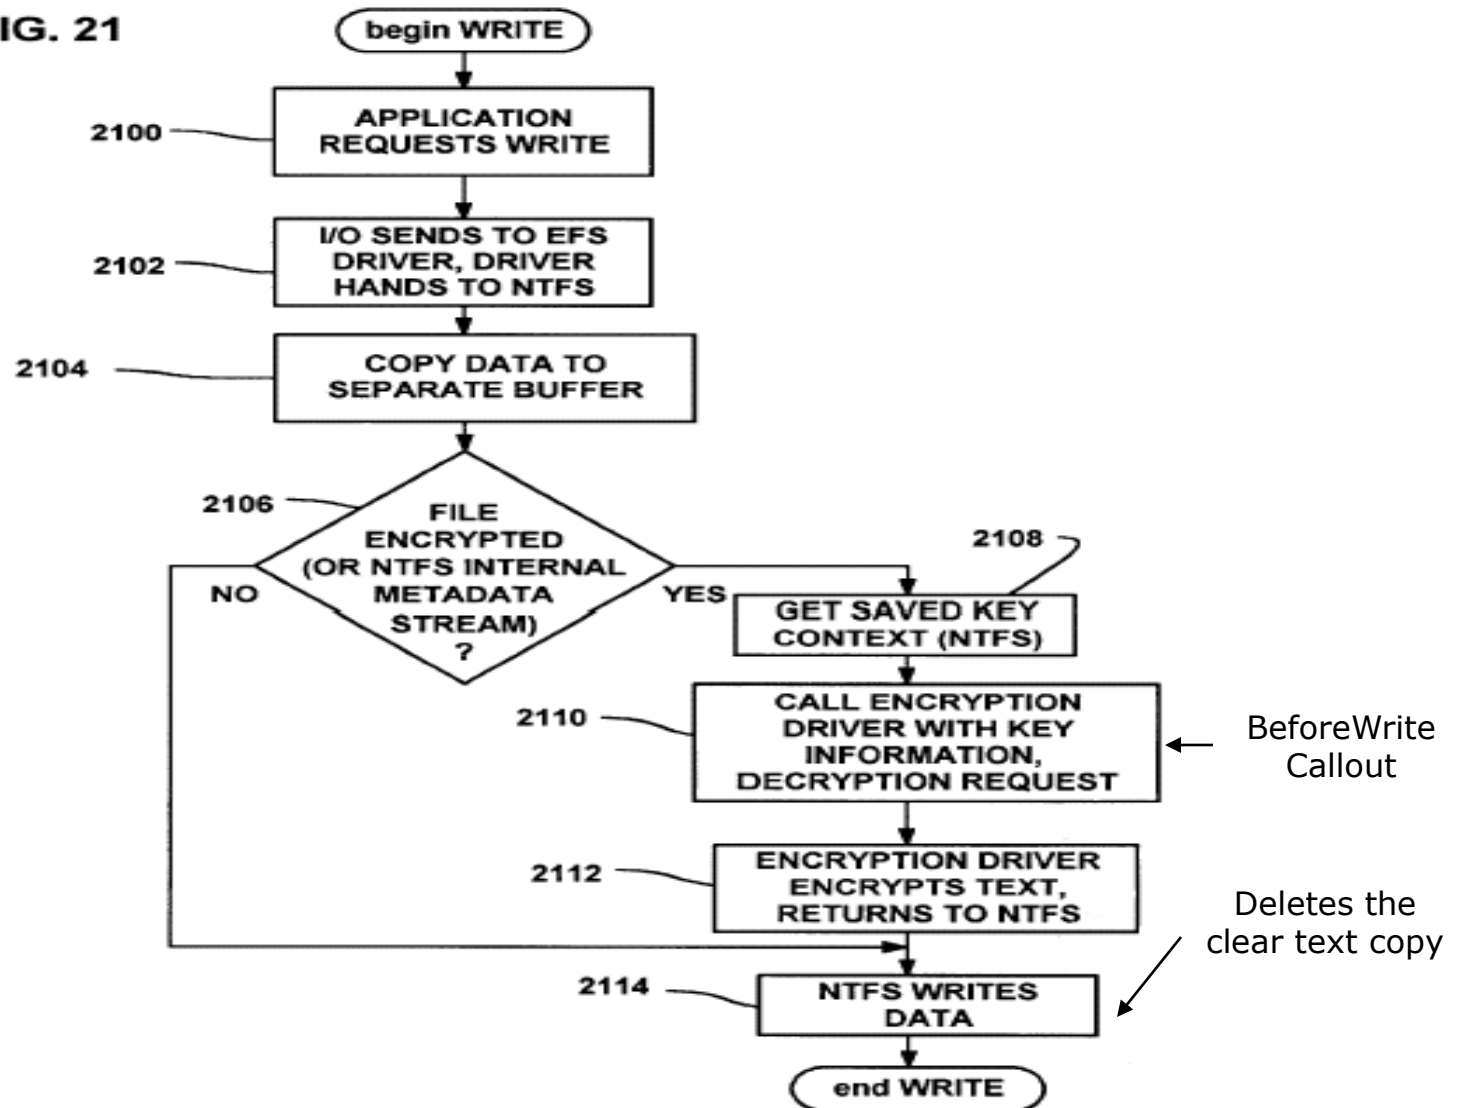 IG. 21
begin WRITE
2100
APPLICATION
REQUESTS WRITE
2102
I/O SENDS TO EFS
DRIVER, DRIVER
HANDS TO NTFS
2104
COPY DATA TO
SEPARATE BUFFER
2106
FILE
ENCRYPTED
(OR NTFS INTERNAL
METADATA
STREAM)
?
NO
YES
2108
GET SAVED KEY
CONTEXT (NTFS)
2110
CALL ENCRYPTION
DRIVER WITH KEY
INFORMATION,
DECRYPTION REQUEST
BeforeWrite
Callout
2112
ENCRYPTION DRIVER
ENCRYPTS TEXT,
RETURNS TO NTFS
Deletes the
clear text copy
2114
NTFS WRITES
DATA
end WRITE